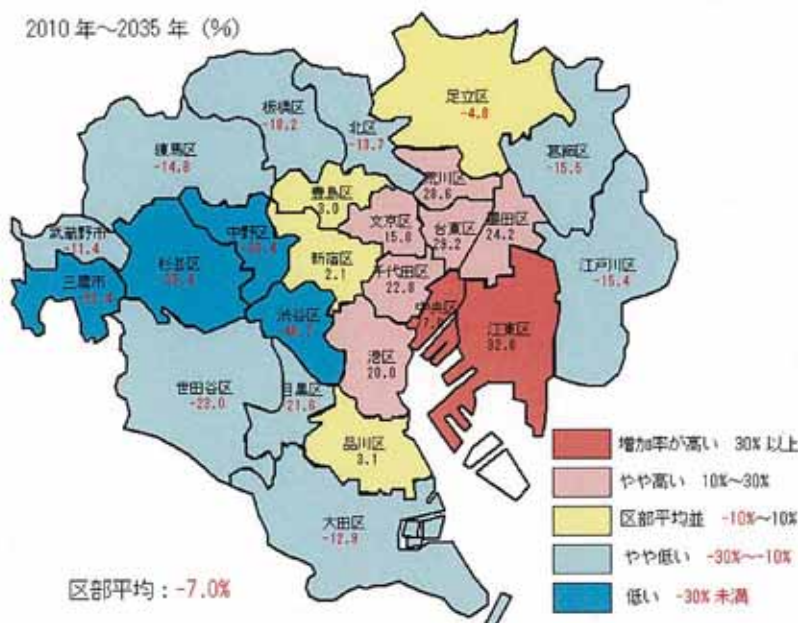 2010年～2035年（%）
足立区
-4.8
板橋区
北区
-13.7
練馬区
-14.8
葛飾区
-15.5
荒川区
28.6
豊島区
3.0
文京区
15.8
台東区
墨田区
24.2
武蔵野市
-11.4
中野区
杉並区
新宿区
2.1
千代田区
22.8
江戸川区
-15.4
三鷹市
渋谷区
中央区
江東区
32.8
港区
20.8
世田谷区
-23.0
目黒区
-21.6
品川区
3.1
大田区
-12.9
増加率が高い 30%以上
やや高い 10%～30%
区部平均並 -10%～10%
やや低い -30%～-10%
低い -30%未満
区部平均：-7.0%